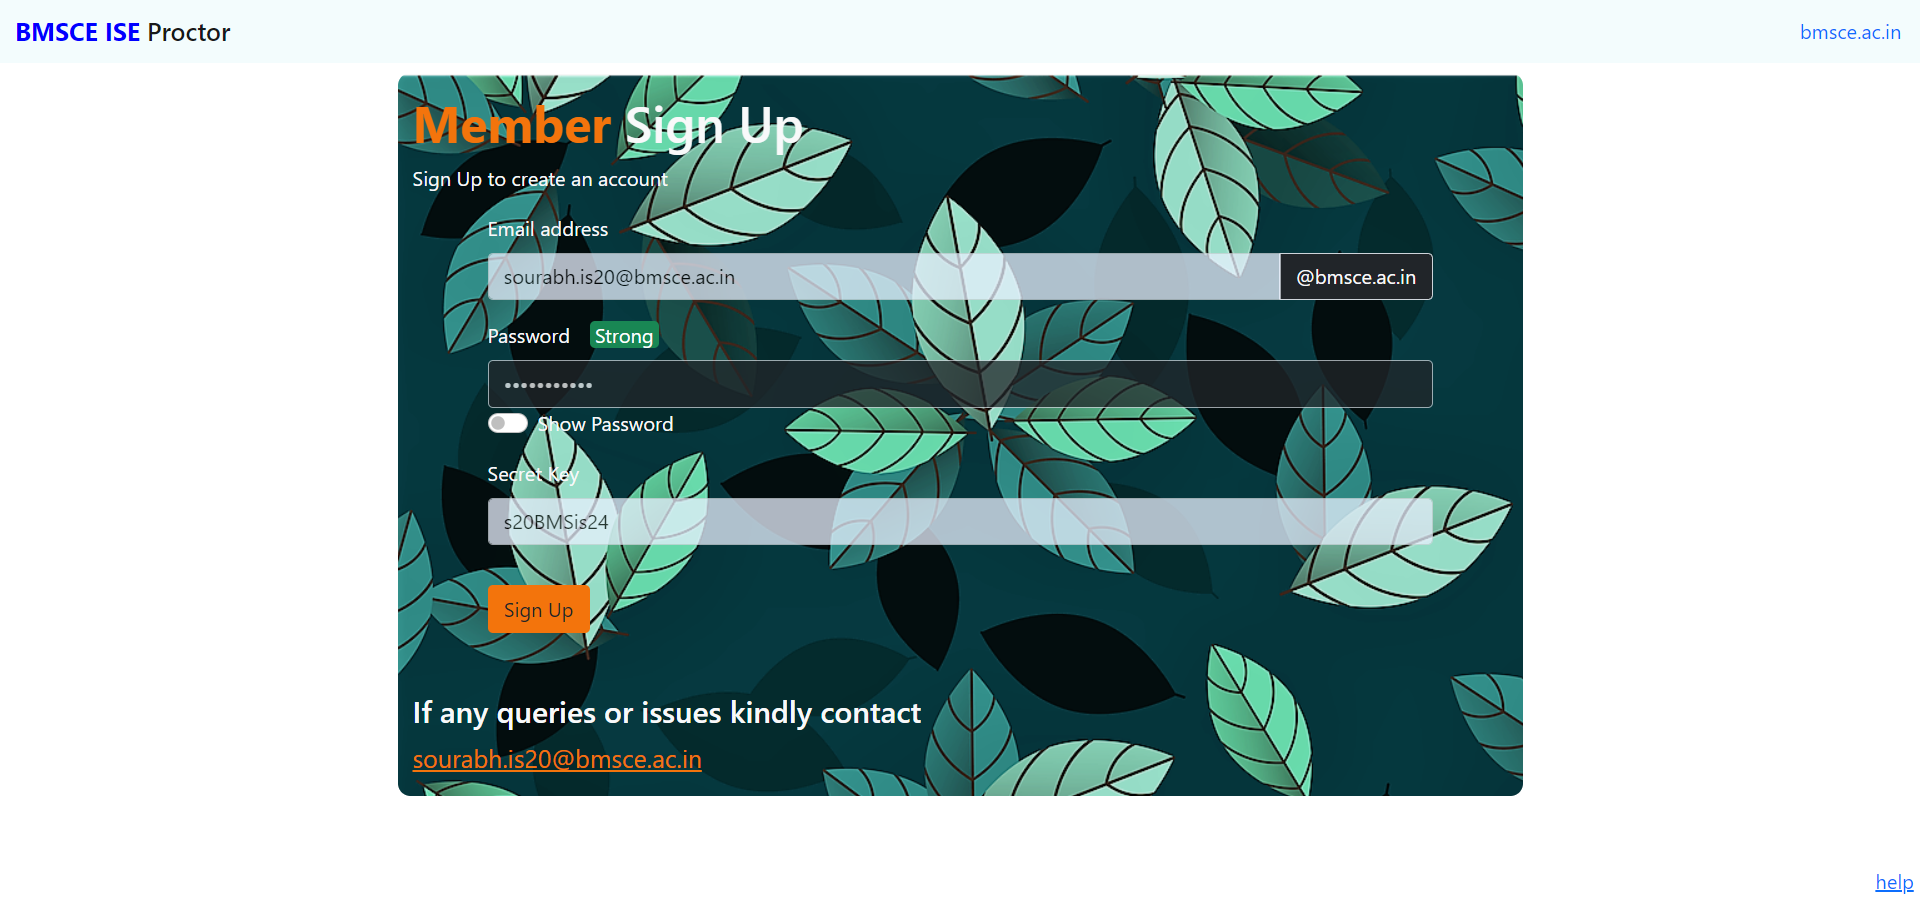 BMSCE ISE Proctor
bmsce.ac.in
Member Sign Up
Sign Up to create an account
Email address
sourabh.is20@bmsce.ac.in @bmsce.ac.in
Password Strong
•••••••••••
Show Password
Secret Key
s20BMSis24
Sign Up
If any queries or issues kindly contact
sourabh.is20@bmsce.ac.in
help